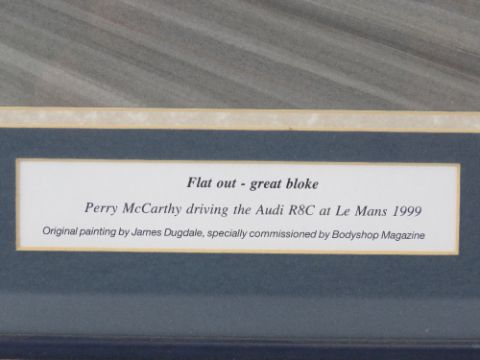 Flat out - great bloke
Perry McCarthy driving the Audi R8C at Le Mans 1999
Original painting by James Dugdale, specially commissioned by Bodyshop Magazine